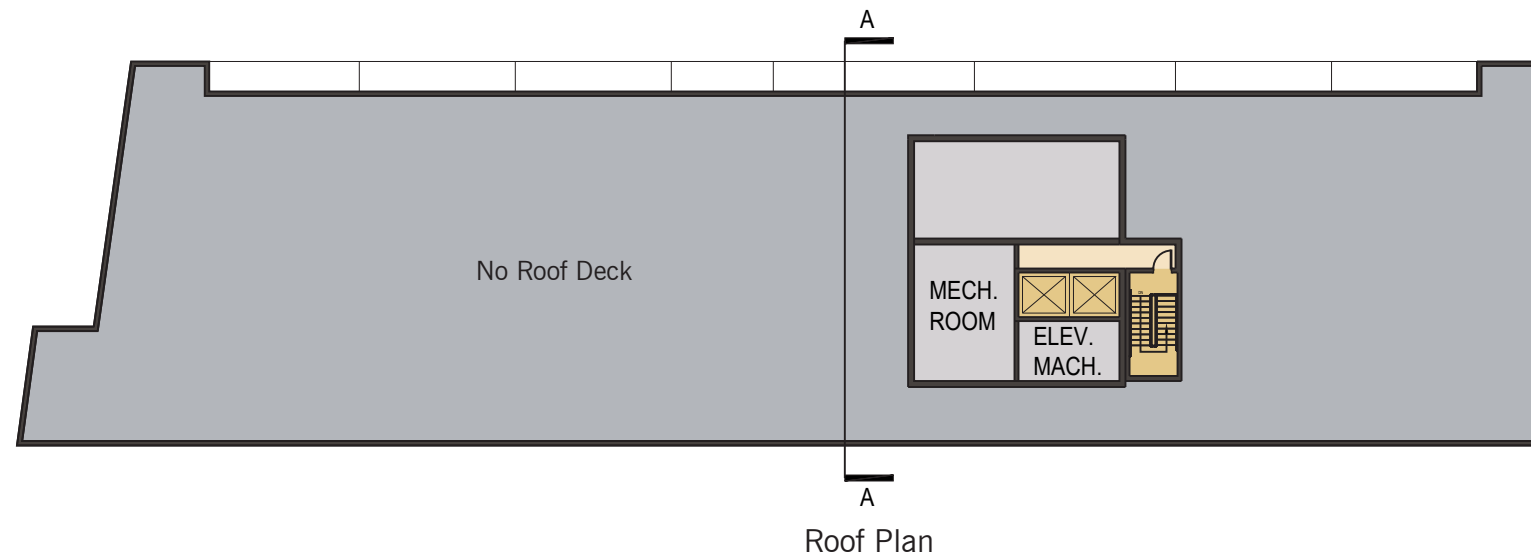 A
No Roof Deck
MECH.
ROOM
ELEV.
MACH.
A
Roof Plan